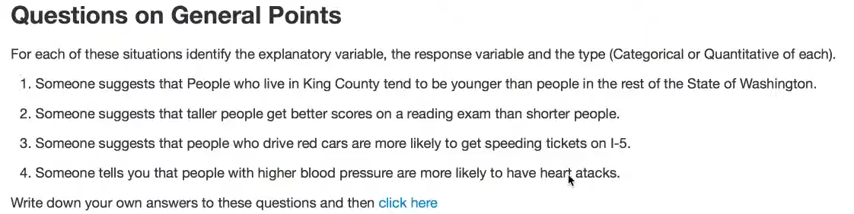 Questions on General Points
For each of these situations identify the explanatory variable, the response variable and the type (Categorical or Quantitative of each).
1. Someone suggests that People who live in King County tend to be younger than people in the rest of the State of Washington.
2. Someone suggests that taller people get better scores on a reading exam than shorter people.
3. Someone suggests that people who drive red cars are more likely to get speeding tickets on I-5.
4. Someone tells you that people with higher blood pressure are more likely to have heart atacks.
Write down your own answers to these questions and then click here